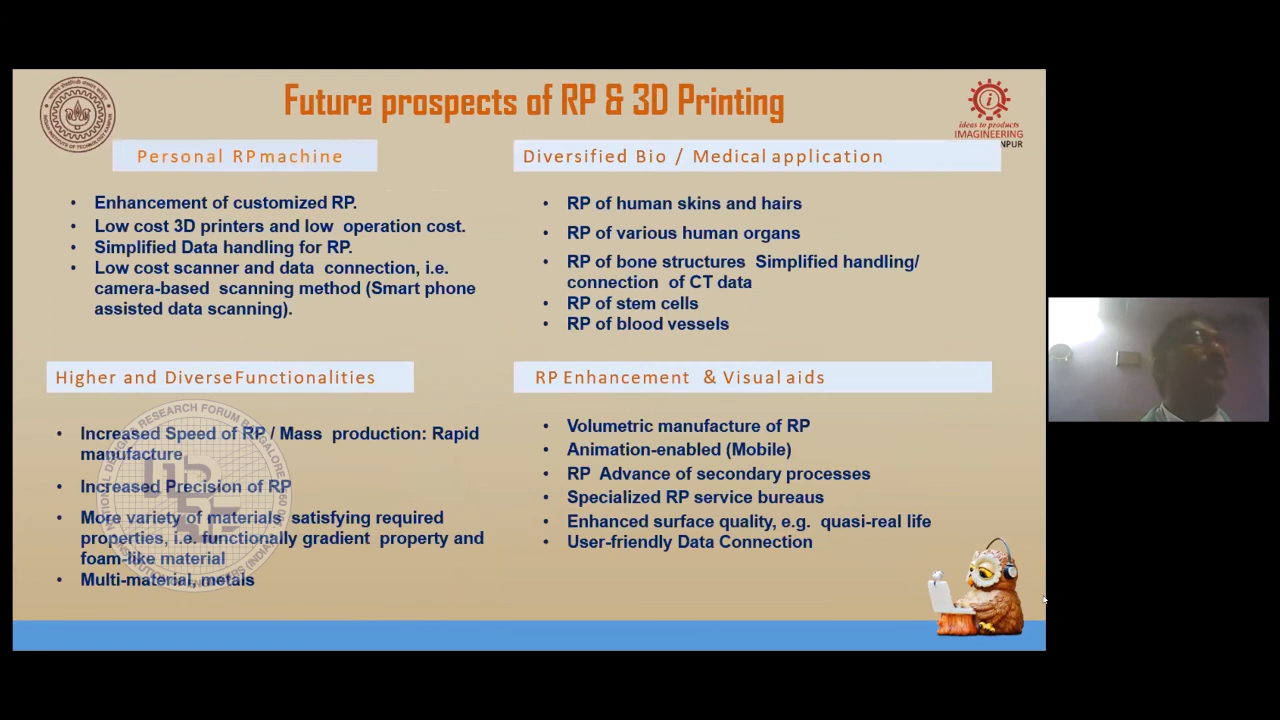 Future prospects of RP & 3D Printing
ideas to products
IMAGINEERING
NPUR
Personal RP machine
• Enhancement of customized RP.
• Low cost 3D printers and low operation cost.
• Simplified Data handling for RP.
• Low cost scanner and data connection, i.e.
camera-based scanning method (Smart phone
assisted data scanning).
Diversified Bio / Medical application
• RP of human skins and hairs
• RP of various human organs
• RP of bone structures Simplified handling/
connection of CT data
• RP of stem cells
• RP of blood vessels
Higher and Diverse Functionalities
• Increased Speed of RP / Mass production: Rapid
manufacture
• Increased Precision of RP
• More variety of materials satisfying required
properties, i.e. functionally gradient property and
foam-like material
• Multi-material, metals
RP Enhancement & Visual aids
• Volumetric manufacture of RP
• Animation-enabled (Mobile)
• RP Advance of secondary processes
• Specialized RP service bureaus
• Enhanced surface quality, e.g. quasi-real life
• User-friendly Data Connection